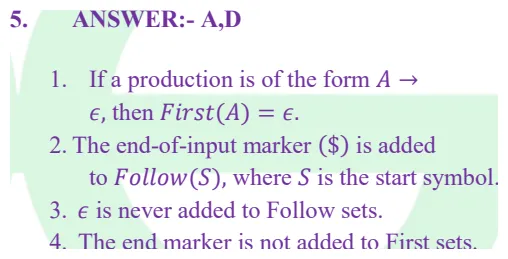 5. ANSWER:- A,D
1. If a production is of the form A →
ϵ, then First(A) = ϵ.
2. The end-of-input marker ($) is added
to Follow(S), where S is the start symbol.
3. ϵ is never added to Follow sets.
4. The end marker is not added to First sets.